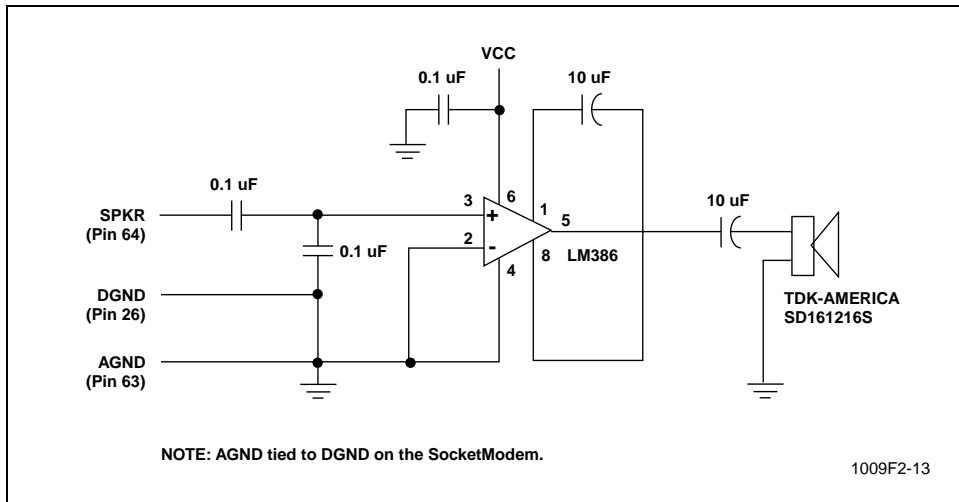 VCC
0.1 uF
10 uF
0.1 uF
6
3
+
1
5
10 uF
SPKR
(Pin 64)
2
-
0.1 uF
8
LM386
4
DGND
(Pin 26)
TDK-AMERICA
SD161216S
AGND
(Pin 63)
NOTE: AGND tied to DGND on the SocketModem.
1009F2-13